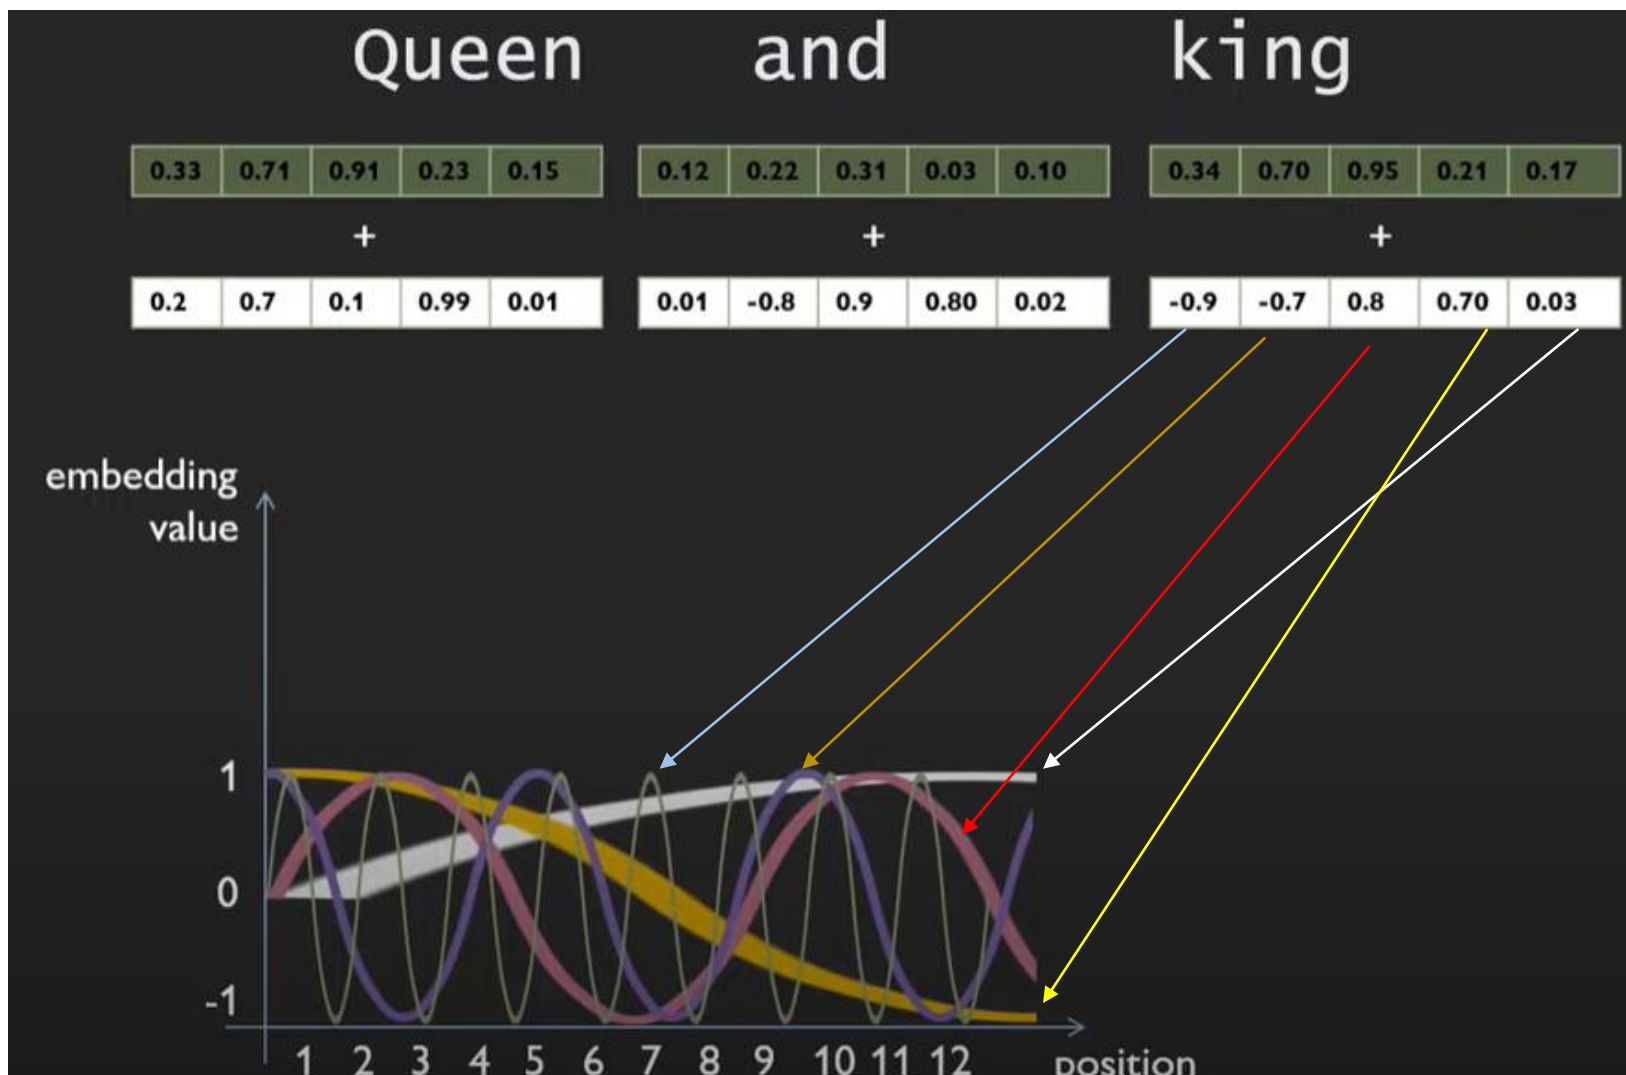 Queen and king
0.33 0.71 0.91 0.23 0.15 0.12 0.22 0.31 0.03 0.10 0.34 0.70 0.95 0.21 0.17
+ + +
0.2 0.7 0.1 0.99 0.01 0.01 -0.8 0.9 0.80 0.02 -0.9 -0.7 0.8 0.70 0.03
embedding
value
1
0
-1
1 2 3 4 5 6 7 8 9 10 11 12 position